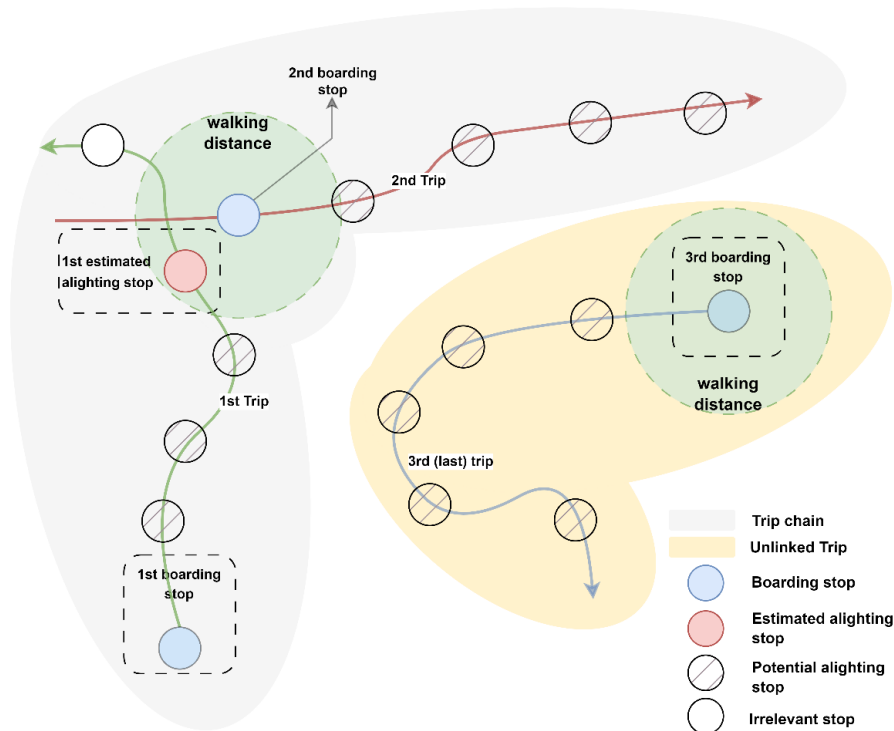 2nd boarding
stop
walking
distance
2nd Trip
1st estimated
alighting stop
3rd boarding
stop
walking
distance
1st Trip
3rd (last) trip
1st boarding
stop
Trip chain
Unlinked Trip
Boarding stop
Estimated alighting
stop
Potential alighting
stop
Irrelevant stop